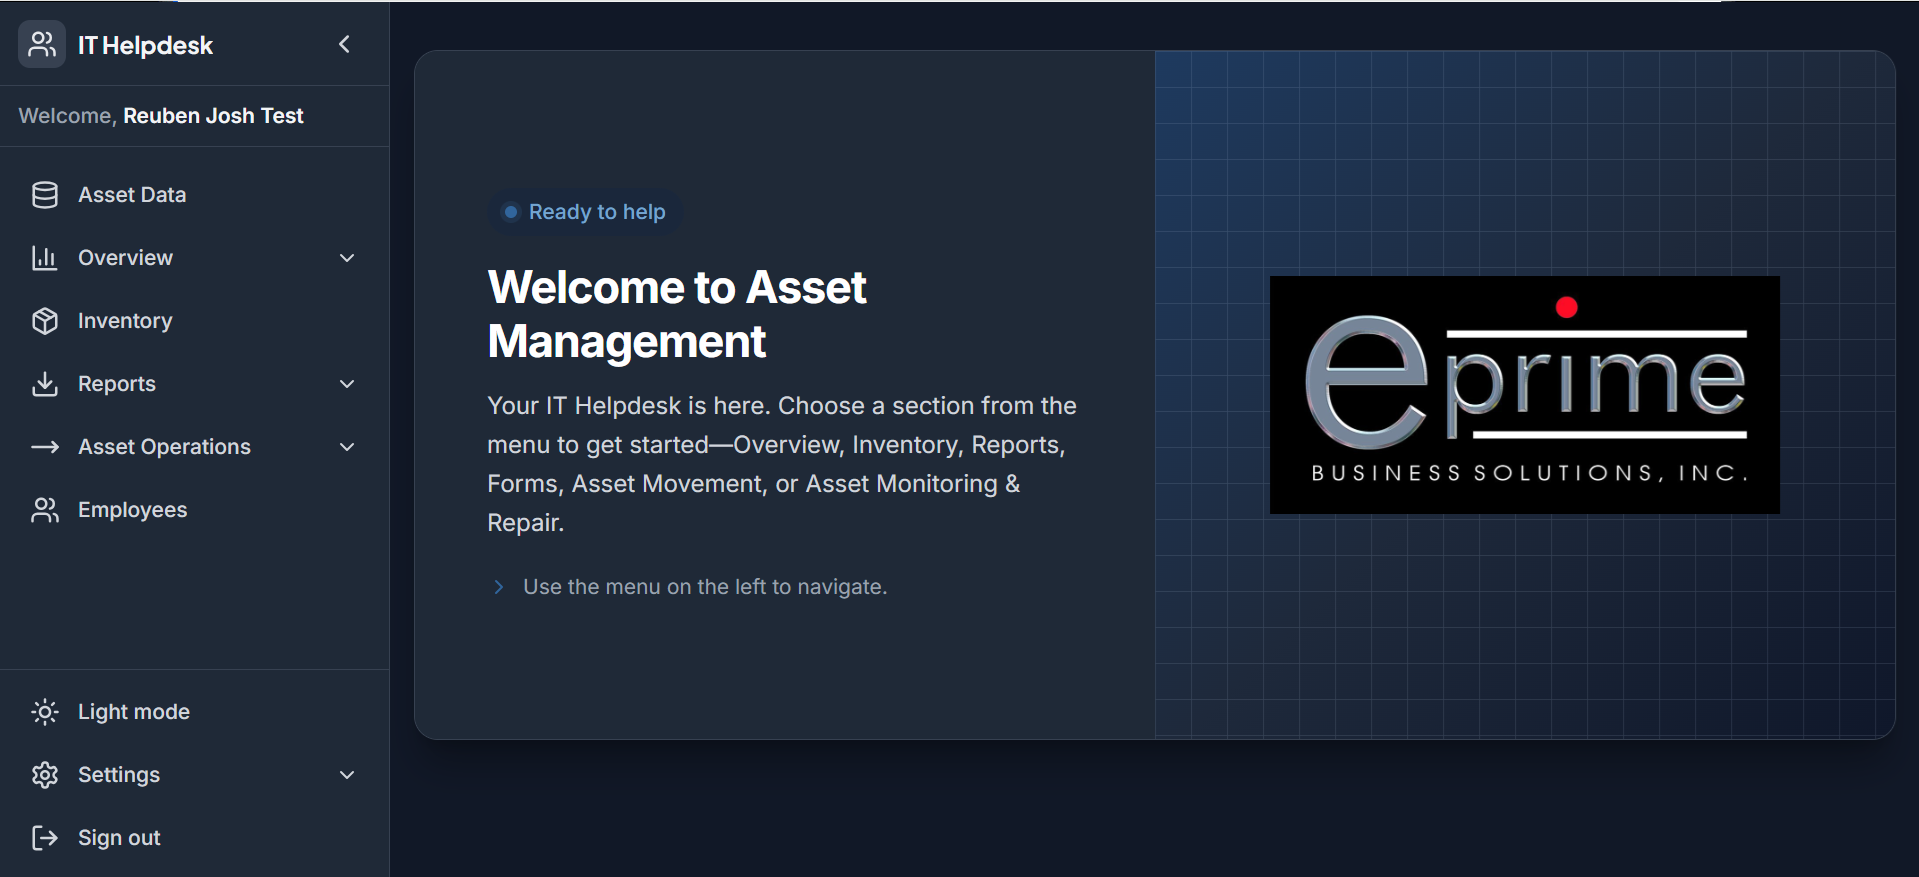 IT Helpdesk
Welcome, Reuben Josh Test
Asset Data
Overview
Inventory
Reports
Asset Operations
Employees
Light mode
Settings
Sign out
Ready to help
Welcome to Asset
Management
Your IT Helpdesk is here. Choose a section from the
menu to get started—Overview, Inventory, Reports,
Forms, Asset Movement, or Asset Monitoring &
Repair.
Use the menu on the left to navigate.
eprime
BUSINESS SOLUTIONS, INC.